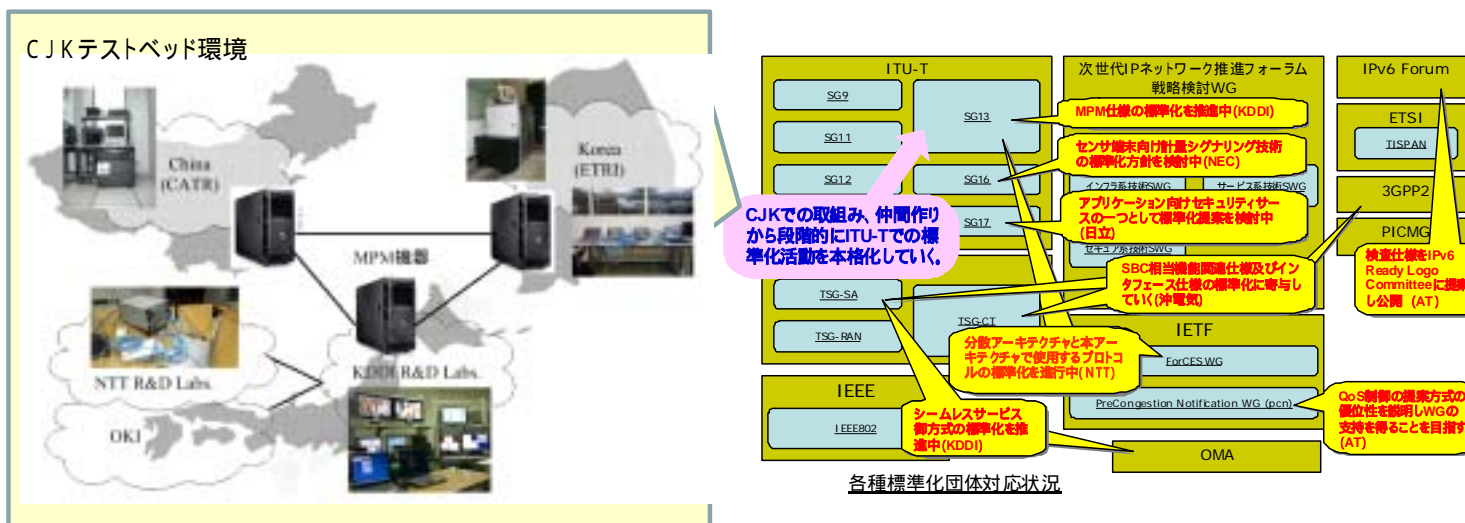 CJKテストベッド環境
China
(CATR)
Korea
(ETRI)
MPM機器
NTT R&D Labs.
KDDI R&D Labs.
OKI
ITU-T
SG9
SG11
SG12
SG13
SG16
SG17
CJKでの取組み、仲間作り
から段階的にITU-Tでの標
準化活動を本格化していく。
TSG-SA
TSG-RAN
TSG-CT
IEEE
IEEE802
次世代IPネットワーク推進フォーラム
戦略検討WG
MPM仕様の標準化を推進中(KDDI)
センサ端末向け計量シグナリング技術
の標準化方針を検討中(NEC)
インフラ系技術SWG
サービス系技術SWG
アプリケーション向けセキュリティサー
スの一つとして標準化提案を検討中
(日立)
セキュア系技術SWG
SBC相当機能関連仕様及びイン
タフェース仕様の標準化に寄与し
ていく(沖電気)
分散アーキテクチャと本アー
キテクチャで使用するプロトコ
ルの標準化を進行中(NTT)
シームレスサービス
御方式の標準化を推
進中(KDDI)
IETF
ForCES WG
PreCongestion Notification WG (pcn)
OMA
IPv6 Forum
ETSI
TISPAN
3GPP2
PICMG
検査仕様をIPv6
Ready Logo
Committeeに提案
し公開 (AT)
QoS制御の提案方式の
優位性を説明しWGの
支持を得ることを目指す
(AT)
各種標準化団体対応状況